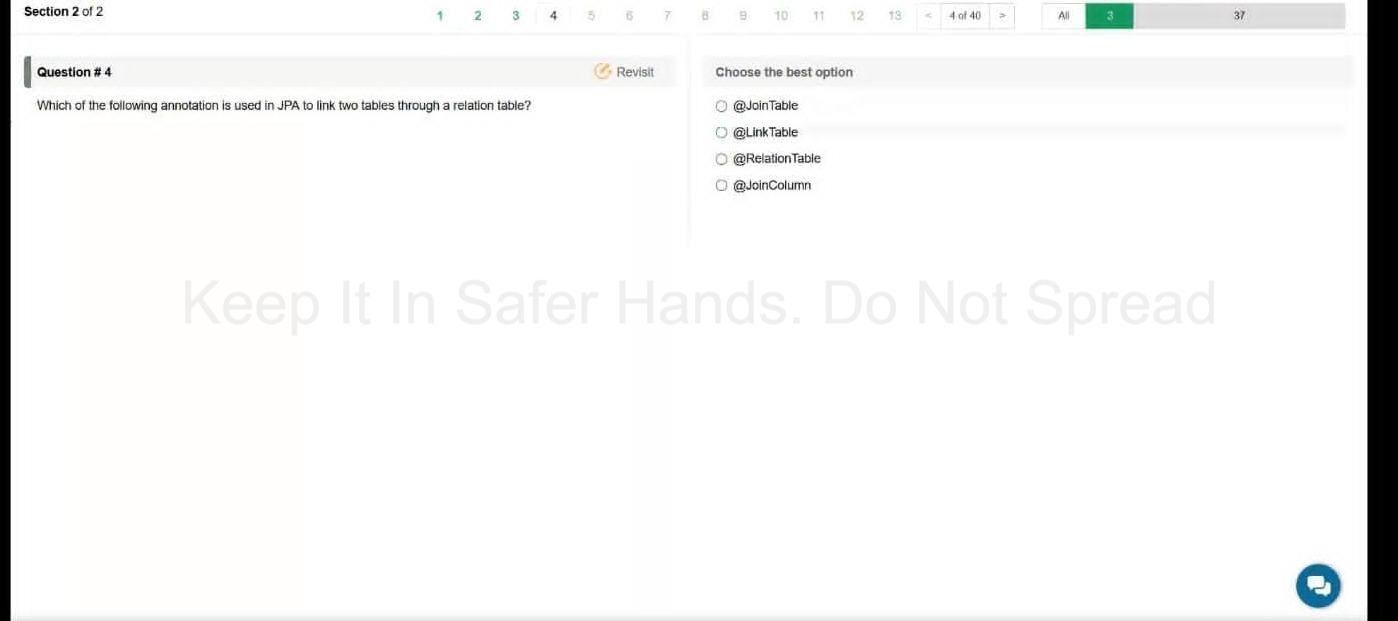 Section 2 of 2
1 2 3 4 5 6 7 8 9 10 11 12 13 < 4 of 40 > All 3 37
Question # 4
Revisit
Which of the following annotation is used in JPA to link two tables through a relation table?
Choose the best option
@JoinTable
@LinkTable
@RelationTable
@JoinColumn
Keep It In Safer Hands. Do Not Spread